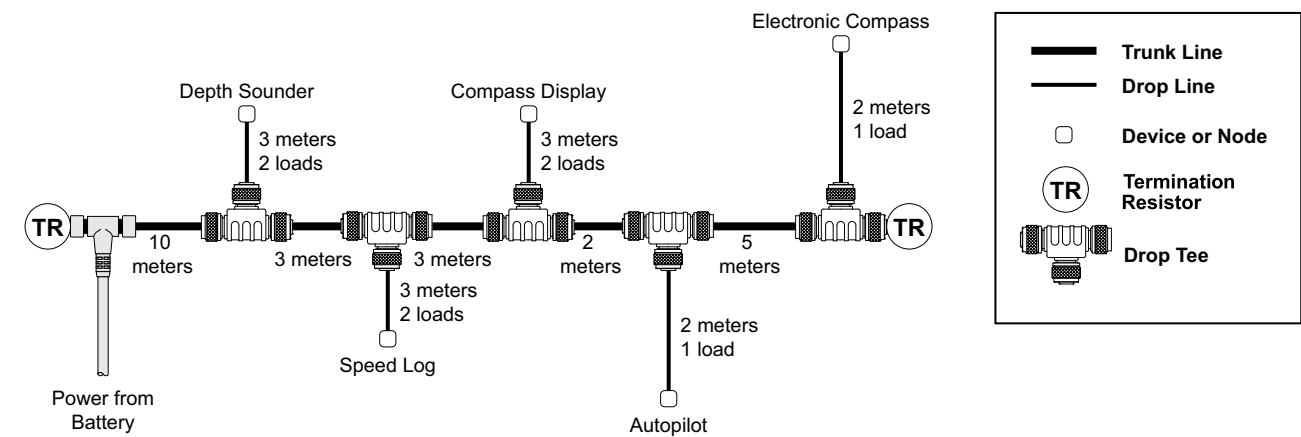 Electronic Compass
2 meters
1 load
Depth Sounder
3 meters
2 loads
Compass Display
3 meters
2 loads
TR
10
meters
3 meters
3 meters
2
meters
5
meters
TR
3 meters
2 loads
Speed Log
2 meters
1 load
Autopilot
Power from
Battery
Trunk Line
Drop Line
Device or Node
TR
Termination
Resistor
Drop Tee